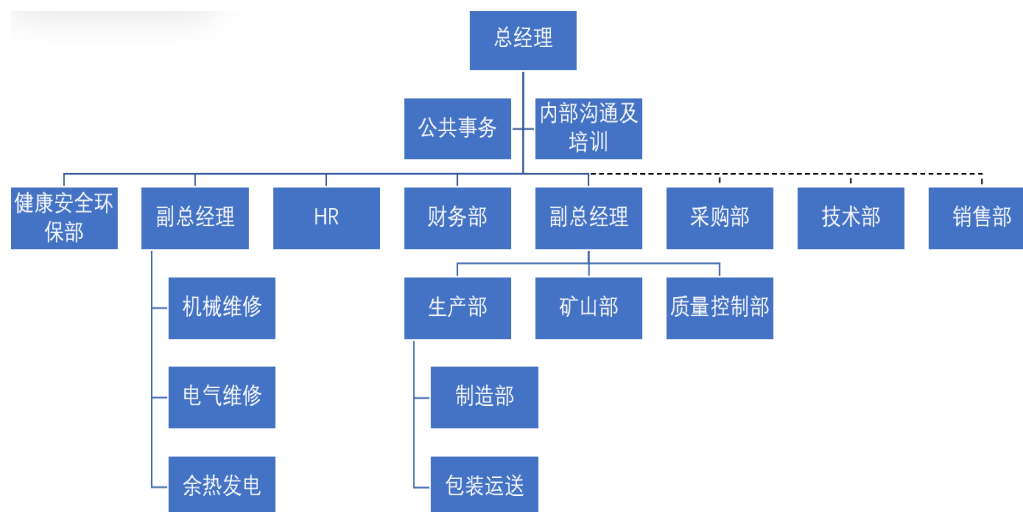 总经理
公共事务
内部沟通及
培训
健康安全环
保部
副总经理
HR
财务部
副总经理
采购部
技术部
销售部
机械维修
生产部
矿山部
质量控制部
电气维修
制造部
余热发电
包装运送